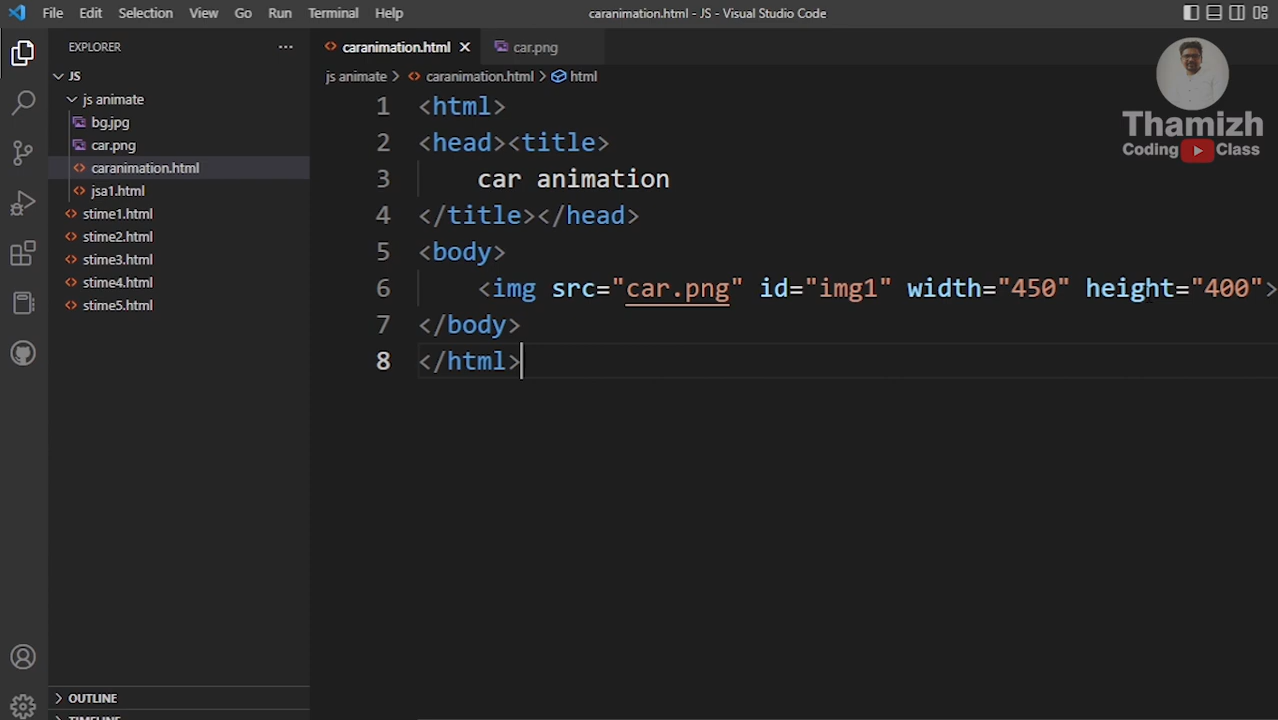 File Edit Selection View Go Run Terminal Help
caranimation.html - JS - Visual Studio Code
EXPLORER
JS
js animate
bg.jpg
car.png
caranimation.html
jsa1.html
stime1.html
stime2.html
stime3.html
stime4.html
stime5.html
OUTLINE
TIMELINE
caranimation.html
car.png
js animate > caranimation.html > html
1 <html>
2 <head><title>
3 car animation
4 </title></head>
5 <body>
6 <img src="car.png" id="img1" width="450" height="400">
7 </body>
8 </html>
Thamizh
Coding Class